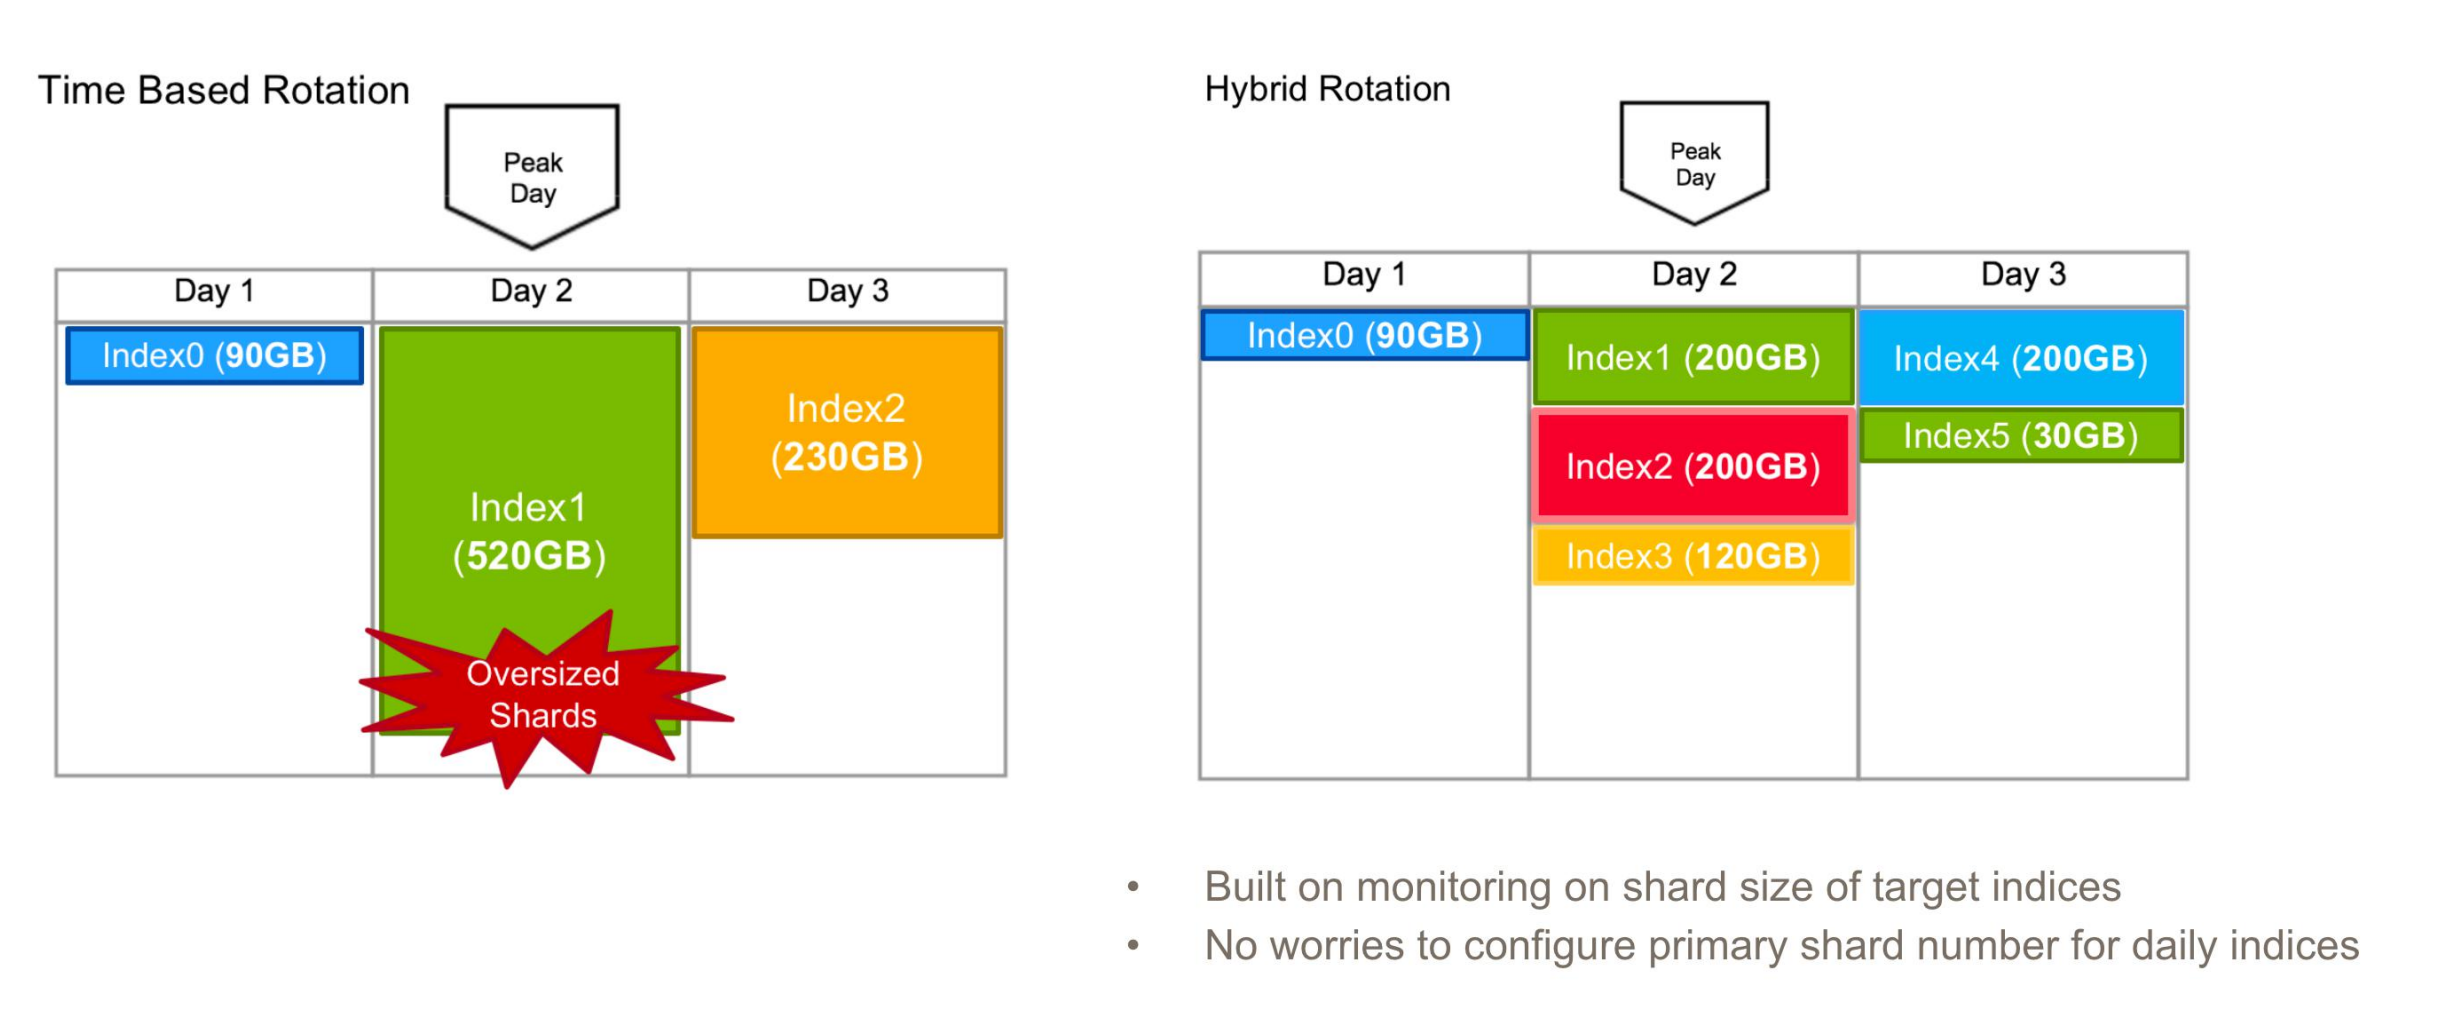 Time Based Rotation
Peak
Day
Day 1
Day 2
Day 3
Index0 (90GB)
Index1
(520GB)
Oversized
Shards
Index2
(230GB)
Hybrid Rotation
Peak
Day
Day 1
Day 2
Day 3
Index0 (90GB)
Index1 (200GB)
Index2 (200GB)
Index3 (120GB)
Index4 (200GB)
Index5 (30GB)
• Built on monitoring on shard size of target indices
• No worries to configure primary shard number for daily indices